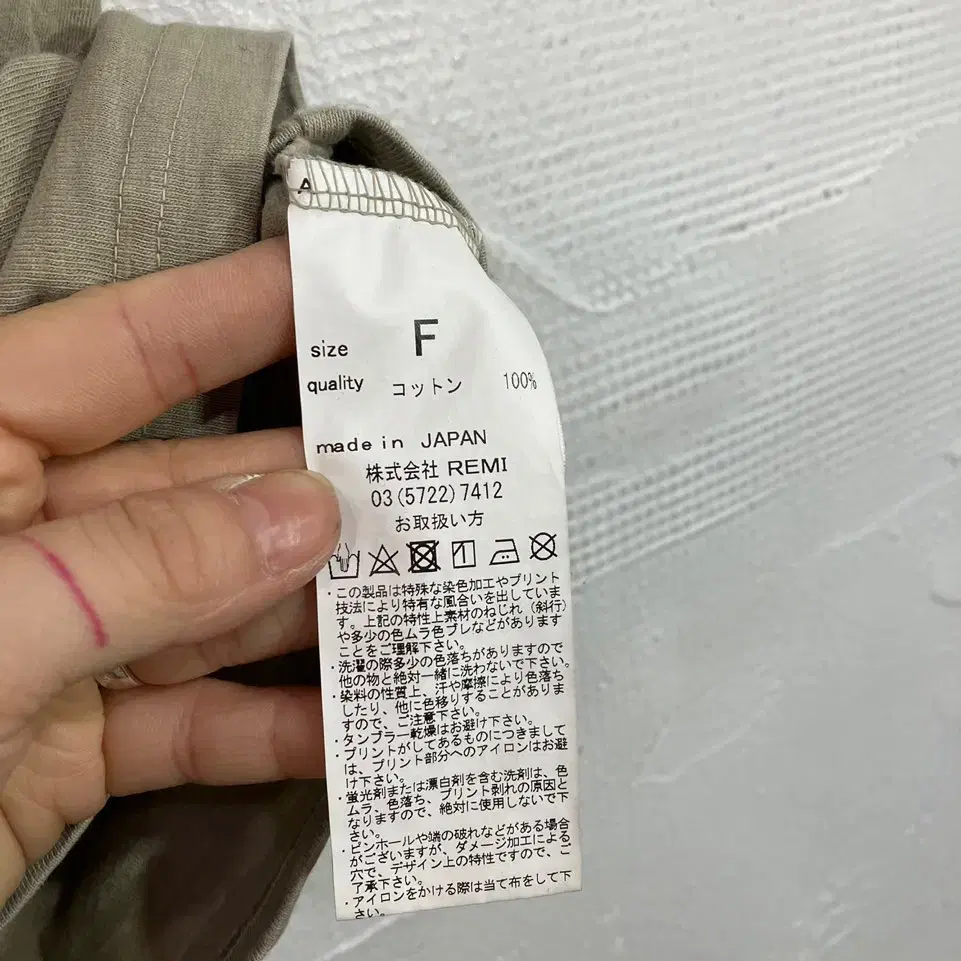 A
size F
quality コットン 100%
made in JAPAN
株式会社 REMI
03(5722)7412
お取扱い方
・この製品は特殊な染色加工やプリント
技法により特有な風合いを出していま
す。上記の特性上素材のねじれ（斜行）
や多少の色ムラ色ブレなどがあります
ことをご理解下さい。
・洗濯の際多少の色落ちがありますので
他の物と絶対一緒に洗わないで下さい。
・染料の性質上、汗や摩擦により色落ち
したり、他に色移りすることがありま
すので、ご注意下さい。
・タンブラー乾燥はお避け下さい。
・プリントがしてあるものにつきまして
は、プリント部分へのアイロンはお避
け下さい。
・蛍光剤または漂白剤を含む洗剤は、色
ムラ、色落ち、プリント剥れの原因と
なりますので、絶対に使用しないで下
さい。
・ピンホールや端の破れなどがある場合
がございますが、ダメージ加工による
穴で、デザイン上の特性ですので、ご
了承下さい。
・アイロンをかける際は当て布をして下
さい。